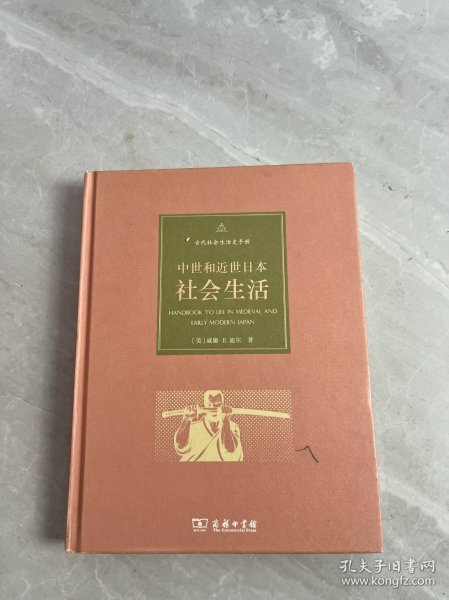 古代社会生活史手册
中世和近世日本
社会生活
HANDBOOK TO LIFE IN MEDIEVAL AND
EARLY MODERN JAPAN
[美] 威廉·E.迪尔 著
商务印书馆
The Commercial Press
孔夫子旧书网
www.kongfz.com